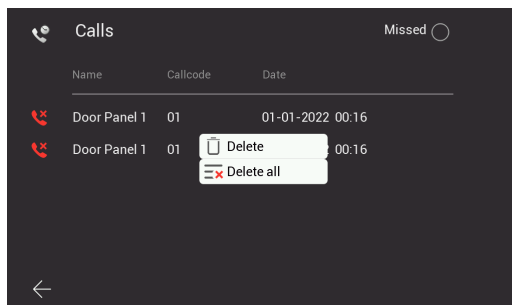 Calls Missed
Name Callcode Date
Door Panel 1 01 01-01-2022 00:16
Door Panel 1 01 00:16
Delete
Delete all